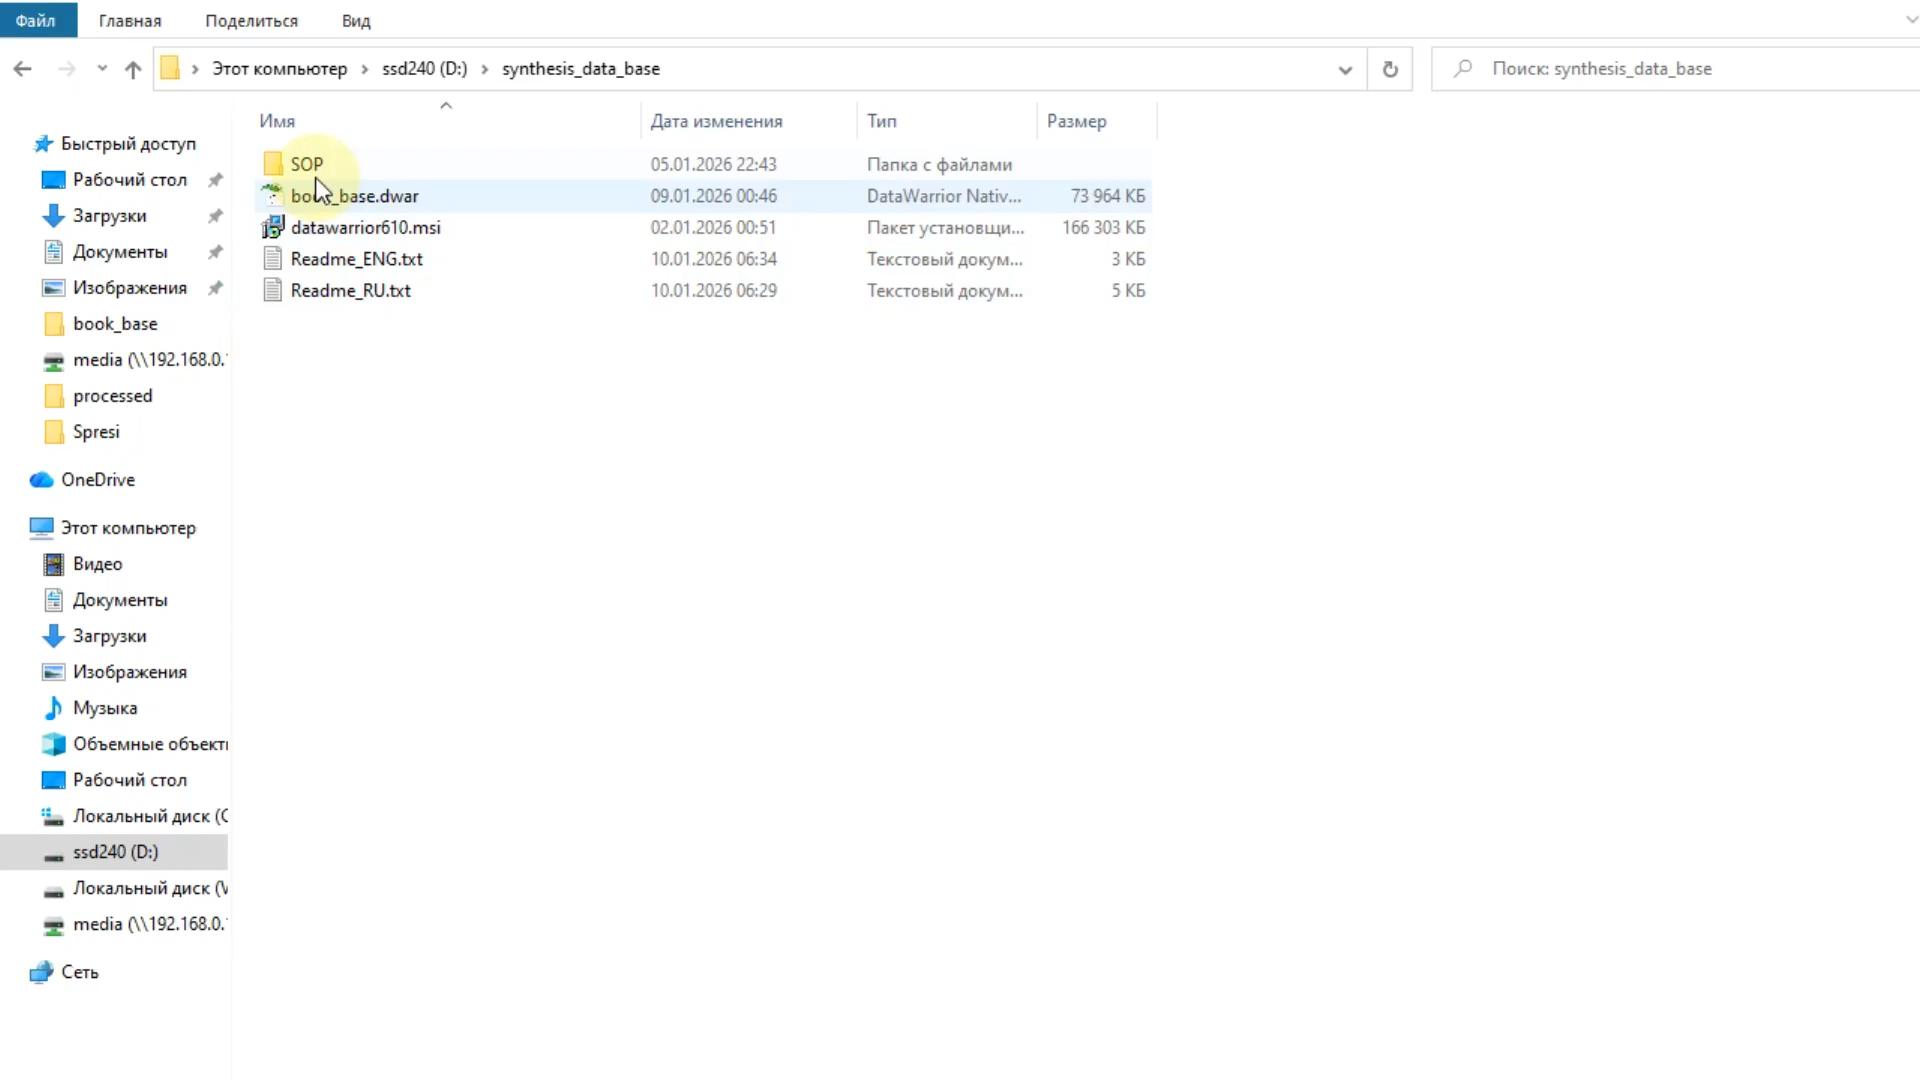 Файл Главная Поделиться Вид
Этот компьютер › ssd240 (D:) › synthesis_data_base
Поиск: synthesis_data_base
Имя Дата изменения Тип Размер
SOP 05.01.2026 22:43 Папка с файлами
book_base.dwar 09.01.2026 00:46 DataWarrior Nativ... 73 964 КБ
datawarrior610.msi 02.01.2026 00:51 Пакет установщи... 166 303 КБ
Readme_ENG.txt 10.01.2026 06:34 Текстовый докум... 3 КБ
Readme_RU.txt 10.01.2026 06:29 Текстовый докум... 5 КБ
Быстрый доступ
Рабочий стол
Загрузки
Документы
Изображения
book_base
media (\\192.168.0.
processed
Spresi
OneDrive
Этот компьютер
Видео
Документы
Загрузки
Изображения
Музыка
Объемные объект
Рабочий стол
Локальный диск (C
ssd240 (D:)
Локальный диск (V
media (\\192.168.0.
Сеть